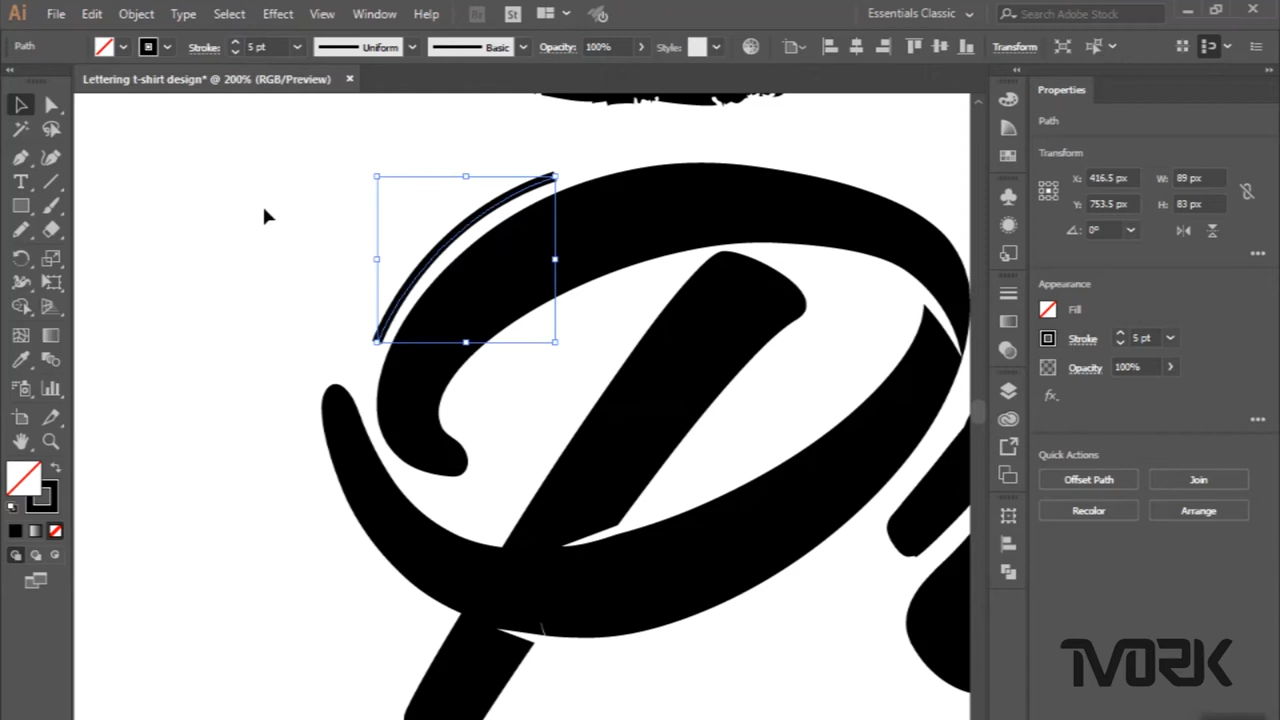 Ai File Edit Object Type Select Effect View Window Help Br St Essentials Classic Search Adobe Stock
Path Stroke: 5 pt Uniform Basic Opacity: 100% Style: Transform
Lettering t-shirt design* @ 200% (RGB/Preview)
Properties
Path
Transform
X: 416.5 px W: 89 px
Y: 753.5 px H: 83 px
0°
Appearance
Fill
Stroke 5 pt
Opacity 100%
fx.
Quick Actions
Offset Path Join
Recolor Arrange
TVORK